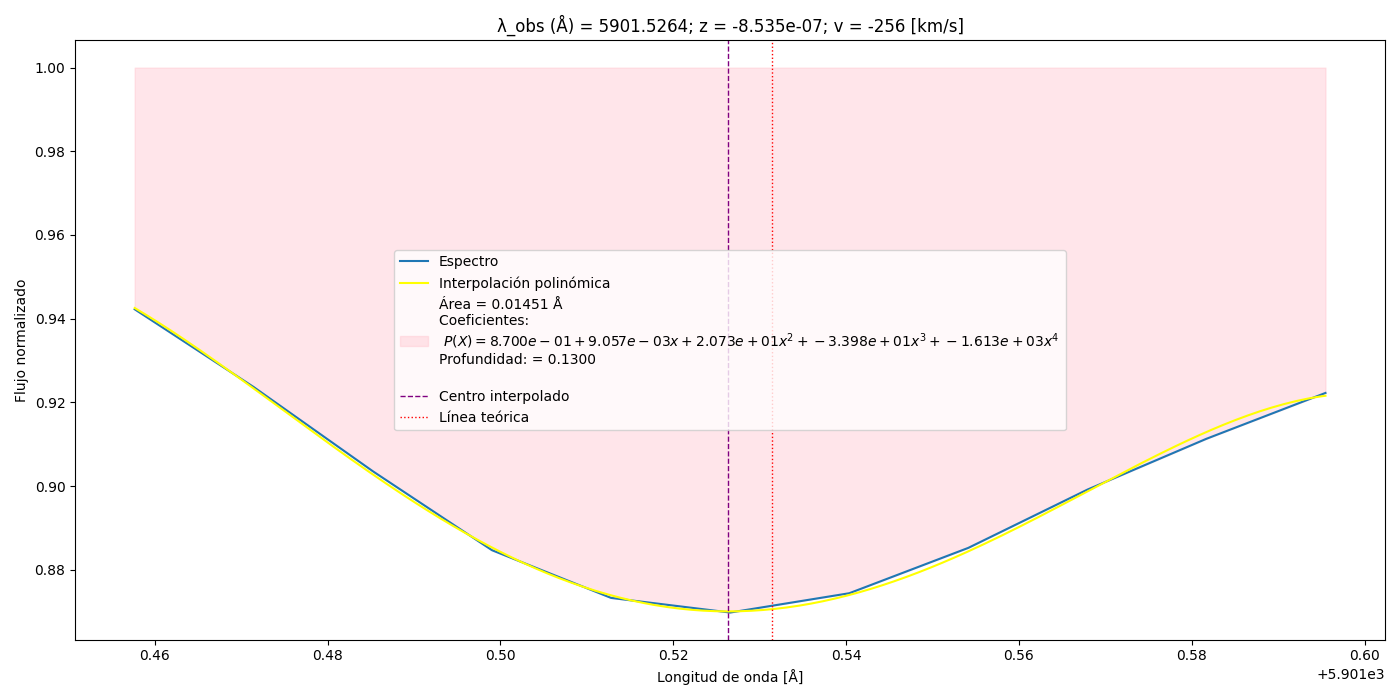 λ_obs (Å) = 5901.5264; z = -8.535e-07; v = -256 [km/s]
1.00
0.98
0.96
0.94
0.92
0.90
0.88
Flujo normalizado
Espectro
Interpolación polinómica
Área = 0.01451 Å
Coeficientes:
P(X) = 8.700e − 01 + 9.057e − 03x + 2.073e + 01x² + − 3.398e + 01x³ + − 1.613e + 03x⁴
Profundidad: = 0.1300
Centro interpolado
Línea teórica
0.46 0.48 0.50 0.52 0.54 0.56 0.58 0.60
+5.901e3
Longitud de onda [Å]